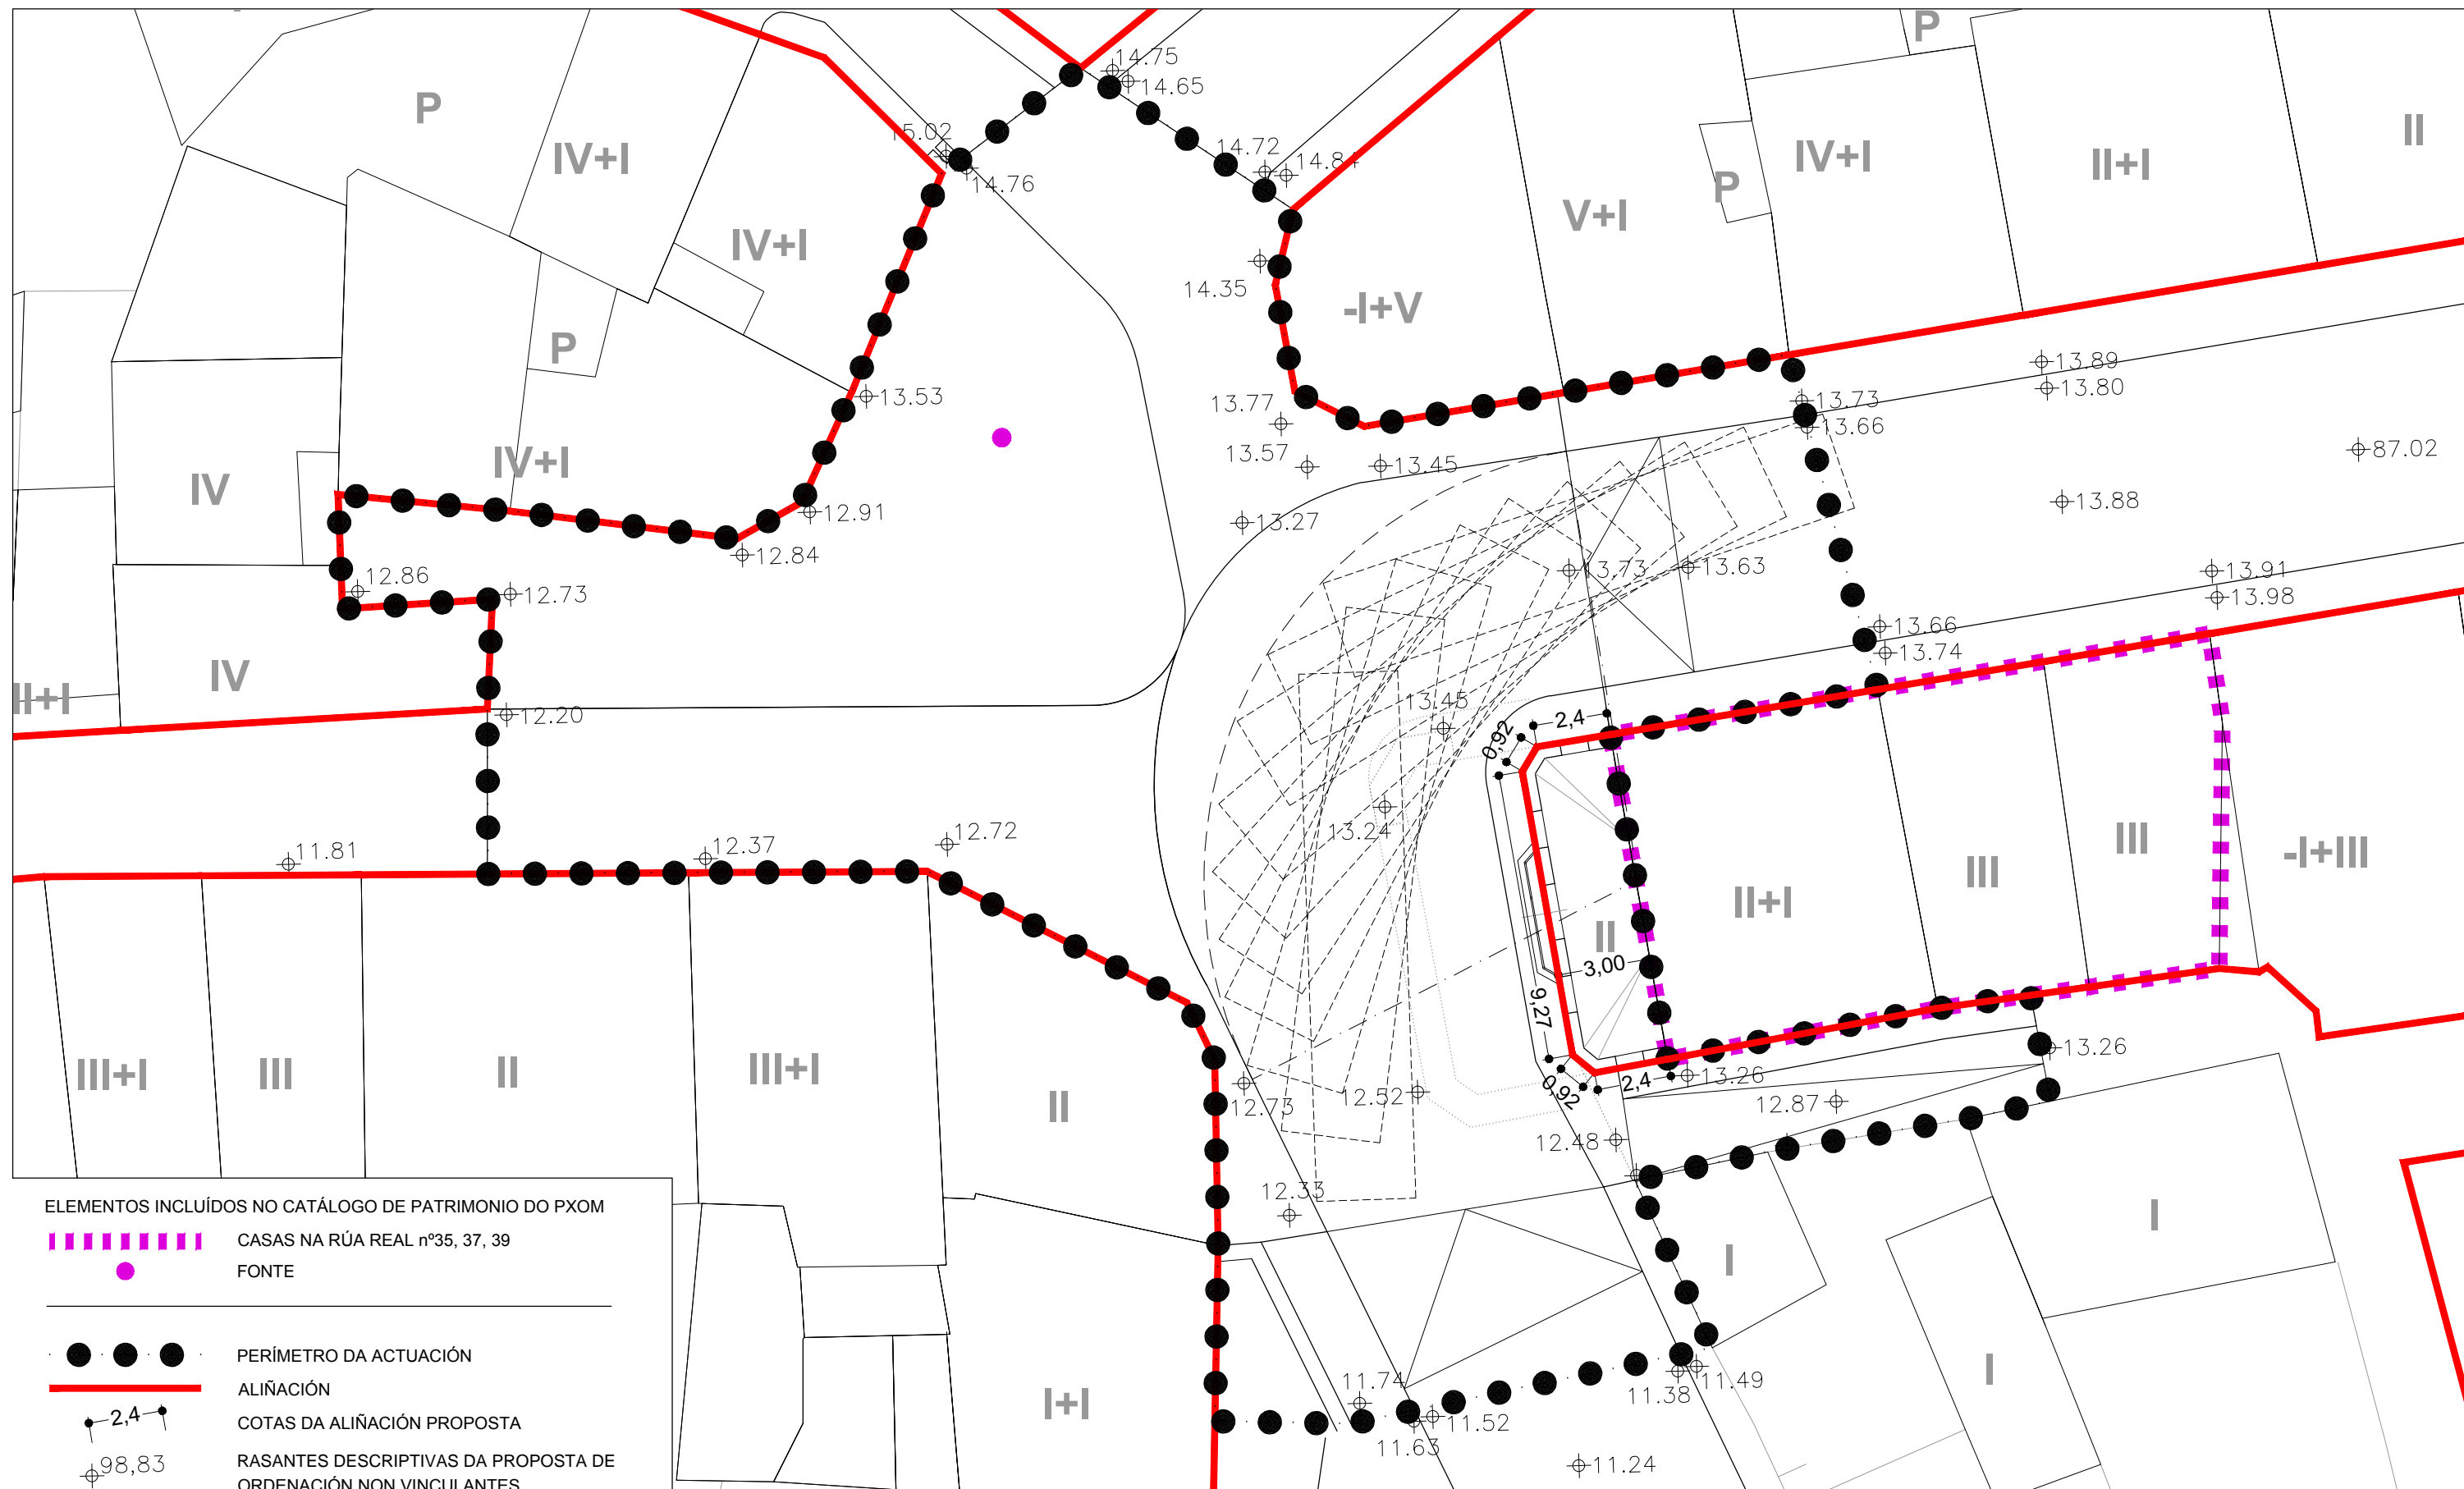 P
P
14.75
14.65
P
IV+I
15.02
14.76
14.72
14.84
IV+I
P
II+I
II
IV+I
V+I
14.35
-I+V
P
13.53
13.77
13.57
13.45
13.89
13.80
13.73
13.66
87.02
IV
IV+I
12.91
13.27
13.88
12.84
12.86
12.73
13.73
13.63
13.91
13.98
13.66
13.74
IV
II+I
12.20
13.45
0,92
2,4
13.24
11.81
12.37
12.72
II
II+I
III
III
-I+III
3,00
9,27
III+I
III
II
III+I
II
12.73
12.52
0,92
2,4
13.26
13.26
12.87
12.48
12.33
I
I
I
I+I
11.74
11.63
11.52
11.38
11.49
11.24
ELEMENTOS INCLUÍDOS NO CATÁLOGO DE PATRIMONIO DO PXOM
CASAS NA RÚA REAL nº35, 37, 39
FONTE
PERÍMETRO DA ACTUACIÓN
ALIÑACIÓN
2,4 COTAS DA ALIÑACIÓN PROPOSTA
98,83 RASANTES DESCRIPTIVAS DA PROPOSTA DE
ORDENACIÓN NON VINCULANTES